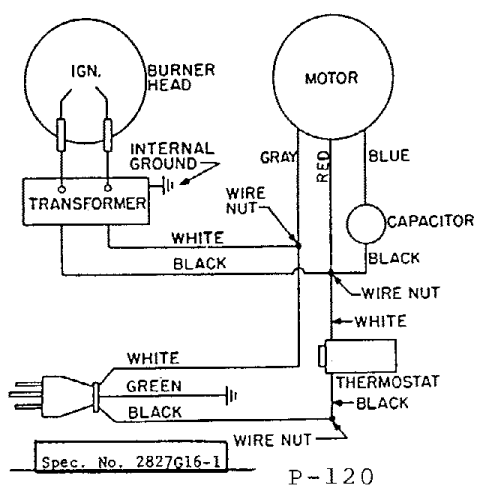 IGN.
BURNER
HEAD
MOTOR
INTERNAL
GROUND
GRAY
RED
BLUE
TRANSFORMER
WIRE
NUT
CAPACITOR
WHITE
BLACK
BLACK
WIRE NUT
WHITE
THERMOSTAT
BLACK
WHITE
GREEN
BLACK
WIRE NUT
Spec. No. 2827G16-1
P-120